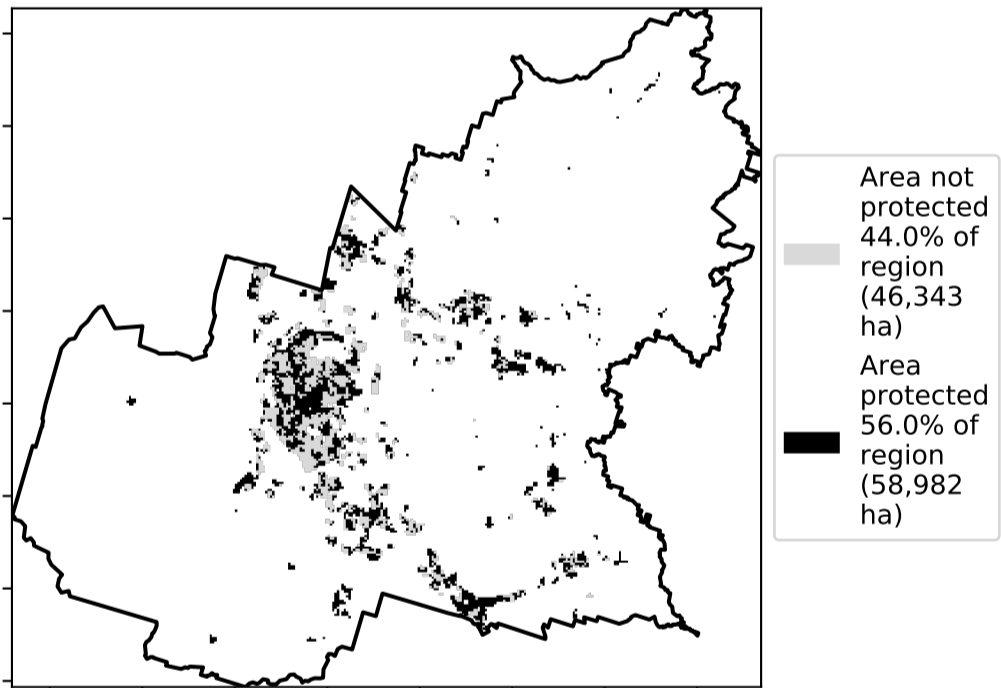 Area not
protected
44.0% of
region
(46,343
ha)
Area
protected
56.0% of
region
(58,982
ha)